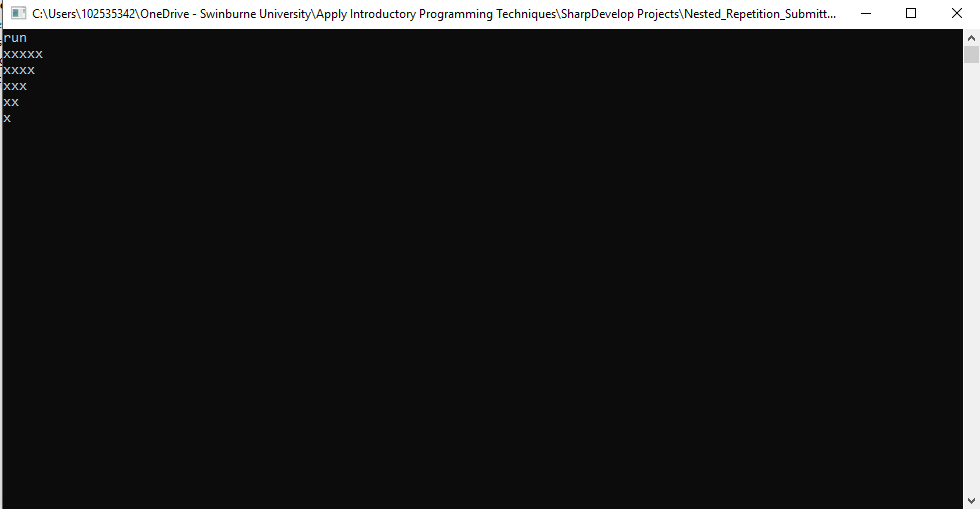 C:\Users\102535342\OneDrive - Swinburne University\Apply Introductory Programming Techniques\SharpDevelop Projects\Nested_Repetition_Submitt...
run
xxxxx
xxxx
xxx
xx
x